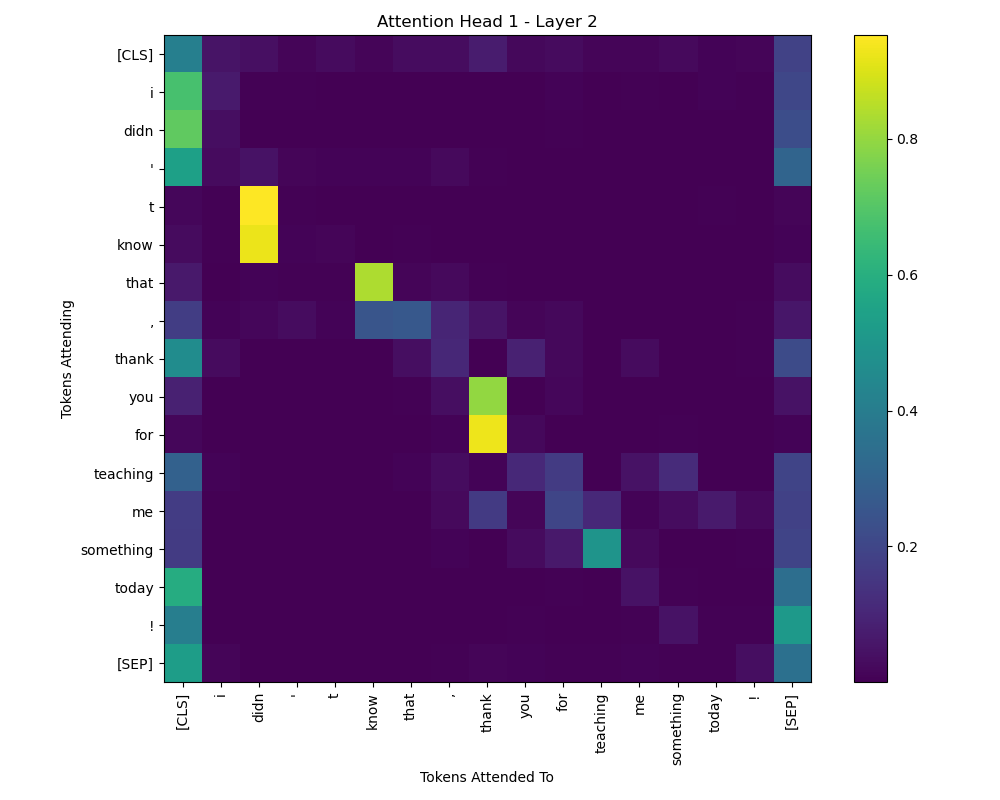 Attention Head 1 - Layer 2
[CLS]
i
didn
'
t
know
that
,
thank
you
for
teaching
me
something
today
!
[SEP]
Tokens Attending
[CLS]
i
didn
'
t
know
that
,
thank
you
for
teaching
me
something
today
!
[SEP]
Tokens Attended To
0.8
0.6
0.4
0.2